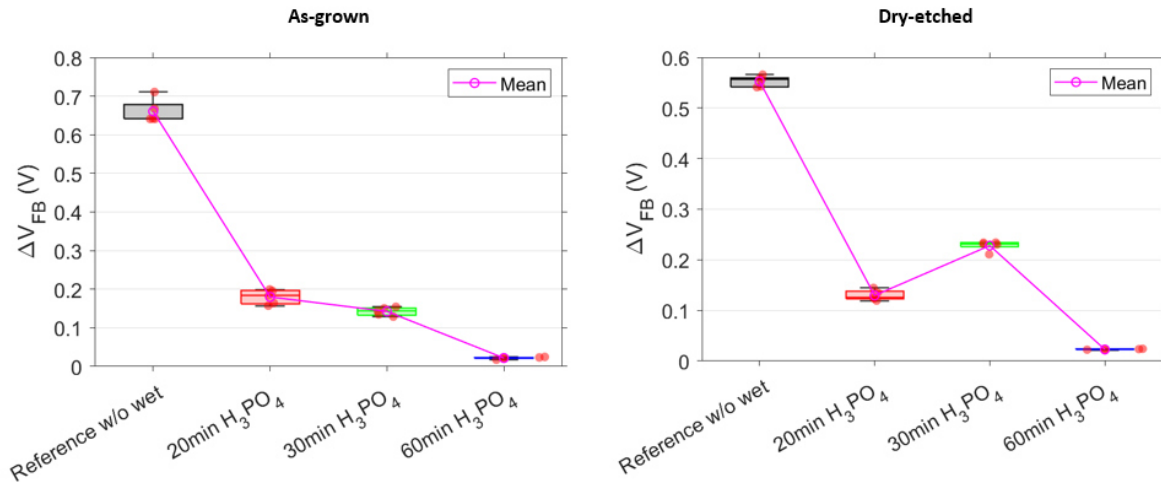 As-grown
0.8
0.7
0.6
0.5
0.4
0.3
0.2
0.1
0
ΔV_FB (V)
Mean
Reference w/o wet
20min H₃PO₄
30min H₃PO₄
60min H₃PO₄
Dry-etched
0.6
0.5
0.4
0.3
0.2
0.1
0
ΔV_FB (V)
Mean
Reference w/o wet
20min H₃PO₄
30min H₃PO₄
60min H₃PO₄